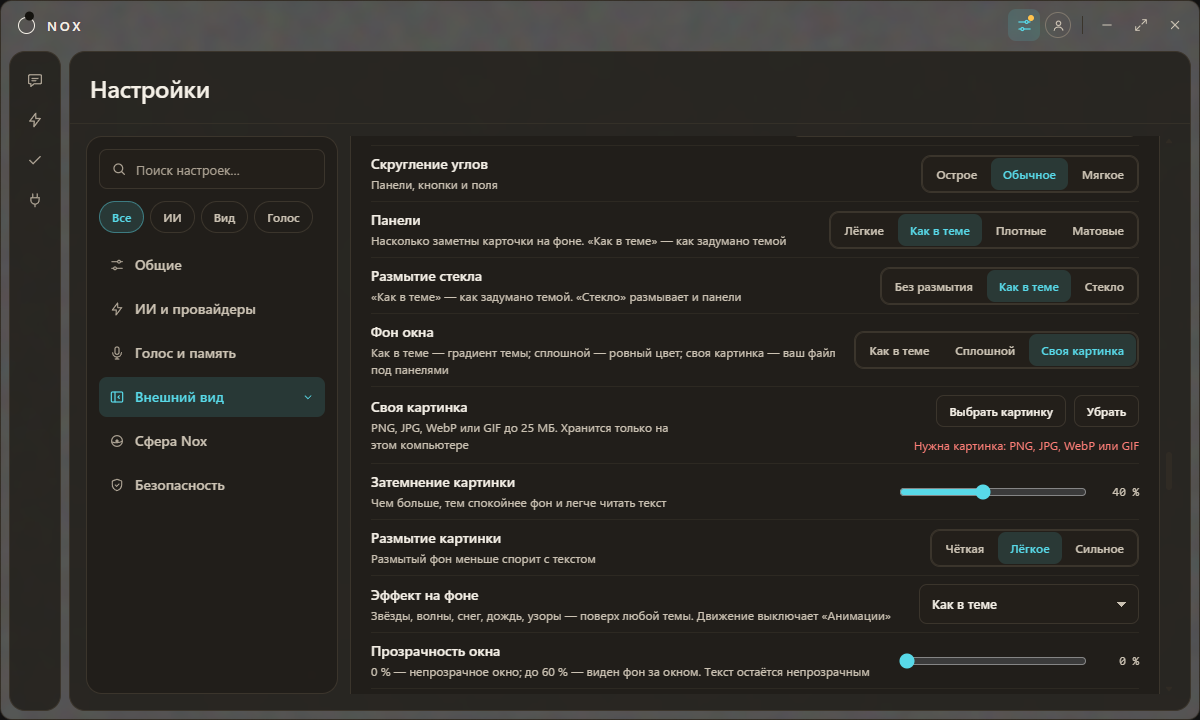 NOX
Настройки
Поиск настроек...
Все
ИИ
Вид
Голос
Общие
ИИ и провайдеры
Голос и память
Внешний вид
Сфера Nox
Безопасность
Скругление углов
Панели, кнопки и поля
Острое
Обычное
Мягкое
Панели
Насколько заметны карточки на фоне. «Как в теме» — как задумано темой
Лёгкие
Как в теме
Плотные
Матовые
Размытие стекла
«Как в теме» — как задумано темой. «Стекло» размывает и панели
Без размытия
Как в теме
Стекло
Фон окна
Как в теме — градиент темы; сплошной — ровный цвет; своя картинка — ваш файл
под панелями
Как в теме
Сплошной
Своя картинка
Своя картинка
PNG, JPG, WebP или GIF до 25 МБ. Хранится только на
этом компьютере
Выбрать картинку
Убрать
Нужна картинка: PNG, JPG, WebP или GIF
Затемнение картинки
Чем больше, тем спокойнее фон и легче читать текст
40 %
Размытие картинки
Размытый фон меньше спорит с текстом
Чёткая
Лёгкое
Сильное
Эффект на фоне
Звёзды, волны, снег, дождь, узоры — поверх любой темы. Движение выключает «Анимации»
Как в теме
Прозрачность окна
0 % — непрозрачное окно; до 60 % — виден фон за окном. Текст остаётся непрозрачным
0 %